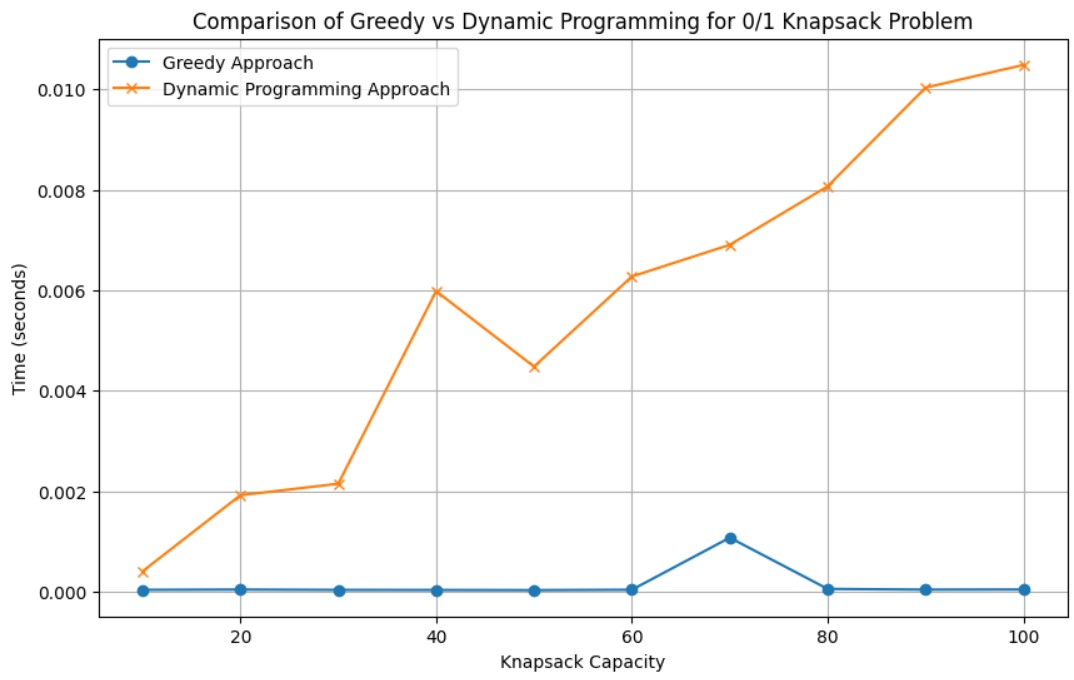 Comparison of Greedy vs Dynamic Programming for 0/1 Knapsack Problem
Greedy Approach
Dynamic Programming Approach
0.010
0.008
0.006
0.004
0.002
0.000
Time (seconds)
20 40 60 80 100
Knapsack Capacity